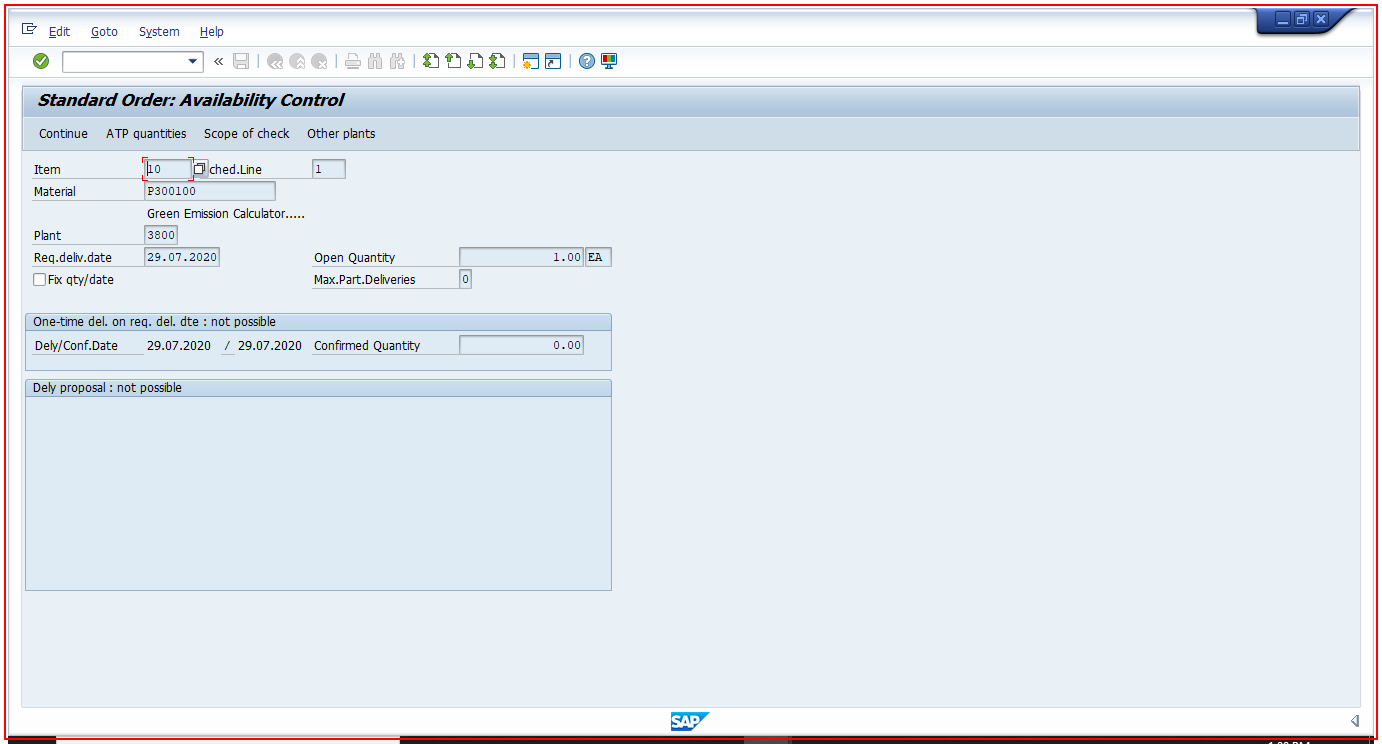 Edit Goto System Help
Standard Order: Availability Control
Continue ATP quantities Scope of check Other plants
Item 10 ched.Line 1
Material P300100
Green Emission Calculator.....
Plant 3800
Req.deliv.date 29.07.2020 Open Quantity 1.00 EA
Fix qty/date Max.Part.Deliveries 0
One-time del. on req. del. dte : not possible
Dely/Conf.Date 29.07.2020 / 29.07.2020 Confirmed Quantity 0.00
Dely proposal : not possible
SAP